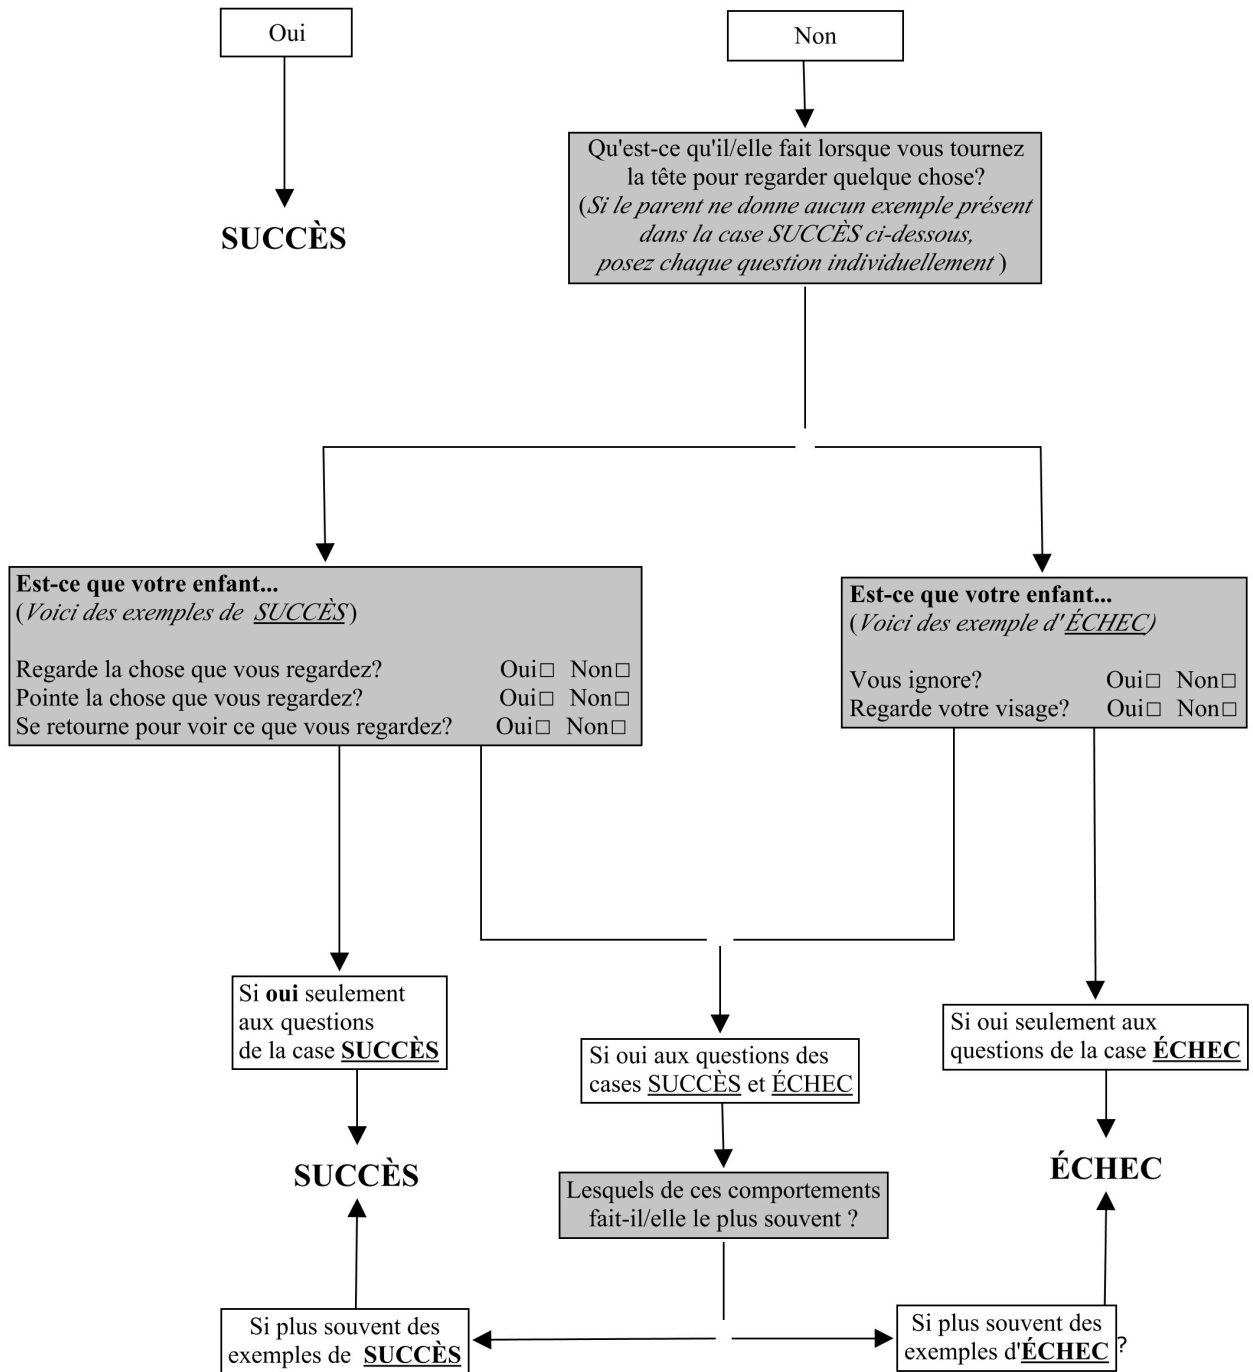 Oui
Non
SUCCÈS
Qu'est-ce qu'il/elle fait lorsque vous tournez
la tête pour regarder quelque chose?
(Si le parent ne donne aucun exemple présent
dans la case SUCCÈS ci-dessous,
posez chaque question individuellement )
Est-ce que votre enfant...
(Voici des exemples de SUCCÈS)
Regarde la chose que vous regardez? Oui□ Non□
Pointe la chose que vous regardez? Oui□ Non□
Se retourne pour voir ce que vous regardez? Oui□ Non□
Est-ce que votre enfant...
(Voici des exemple d'ÉCHEC)
Vous ignore? Oui□ Non□
Regarde votre visage? Oui□ Non□
Si oui seulement
aux questions
de la case SUCCÈS
Si oui aux questions des
cases SUCCÈS et ÉCHEC
Si oui seulement aux
questions de la case ÉCHEC
SUCCÈS
ÉCHEC
Lesquels de ces comportements
fait-il/elle le plus souvent ?
Si plus souvent des
exemples de SUCCÈS
Si plus souvent des
exemples d'ÉCHEC ?